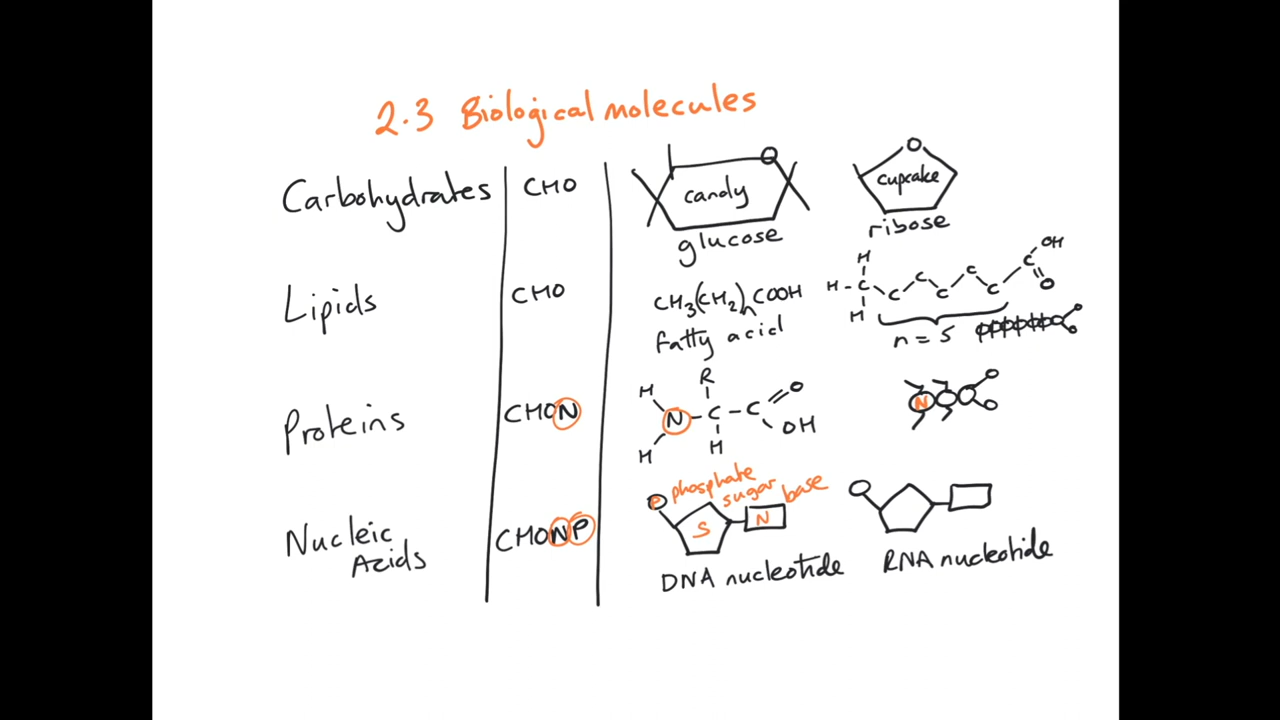 2.3 Biological molecules
Carbohydrates CHO candy cupcake
glucose ribose
Lipids CHO CH3(CH2)nCOOH H H-C C C C C C C OH O H
fatty acid n=5
Proteins CHON H R O
N-C-C
H H OH N
phosphate
sugar base
Nucleic CHONP P S N
Acids
DNA nucleotide RNA nucleotide